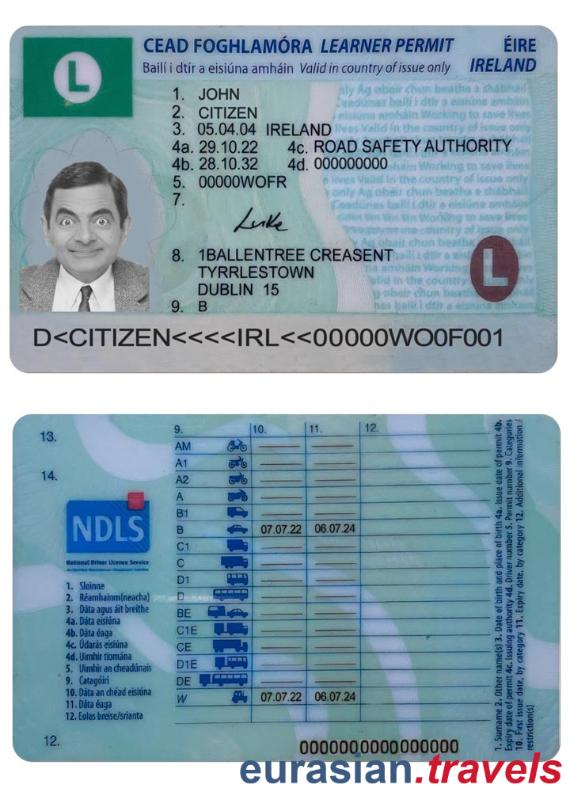 CEAD FOGHLAMÓRA LEARNER PERMIT ÉIRE
Bailí i dtír a eisiúna amháin Valid in country of issue only IRELAND
L
1. JOHN
2. CITIZEN
3. 05.04.04 IRELAND
4a. 29.10.22 4c. ROAD SAFETY AUTHORITY
4b. 28.10.32 4d. 000000000
5. 00000WOFR
7.
Luke
8. 1BALLENTREE CREASENT
TYRRLESTOWN
DUBLIN 15
9. B
L
D<CITIZEN<<<<IRL<<00000WO0F001
13.
14.
NDLS
National Driver Licence Service
1. Sloinne
2. Réamhainm(neacha)
3. Dáta agus áit breithe
4a. Dáta eisiúna
4b. Dáta éaga
4c. Údarás eisiúna
4d. Uimhir tiomána
5. Uimhir an cheadúnais
9. Catagóirí
10. Dáta an chéad eisiúna
11. Dáta éaga
12. Eolas breise/srianta
12.
9. 10. 11. 12.
AM
A1
A2
A
B1
B 07.07.22 06.07.24
C1
C
D1
D
BE
C1E
CE
D1E
DE
W 07.07.22 06.07.24
1. Surname 2. Other name(s) 3. Date of birth and place of birth 4a. Issue date of permit 4b.
Expiry date of permit 4c. Issuing authority 4d. Driver number 5. Permit number 9. Categories
10. First issue date, by category 11. Expiry date, by category 12. Additional information /
restriction(s)
0000000000000000
eurasian.travels